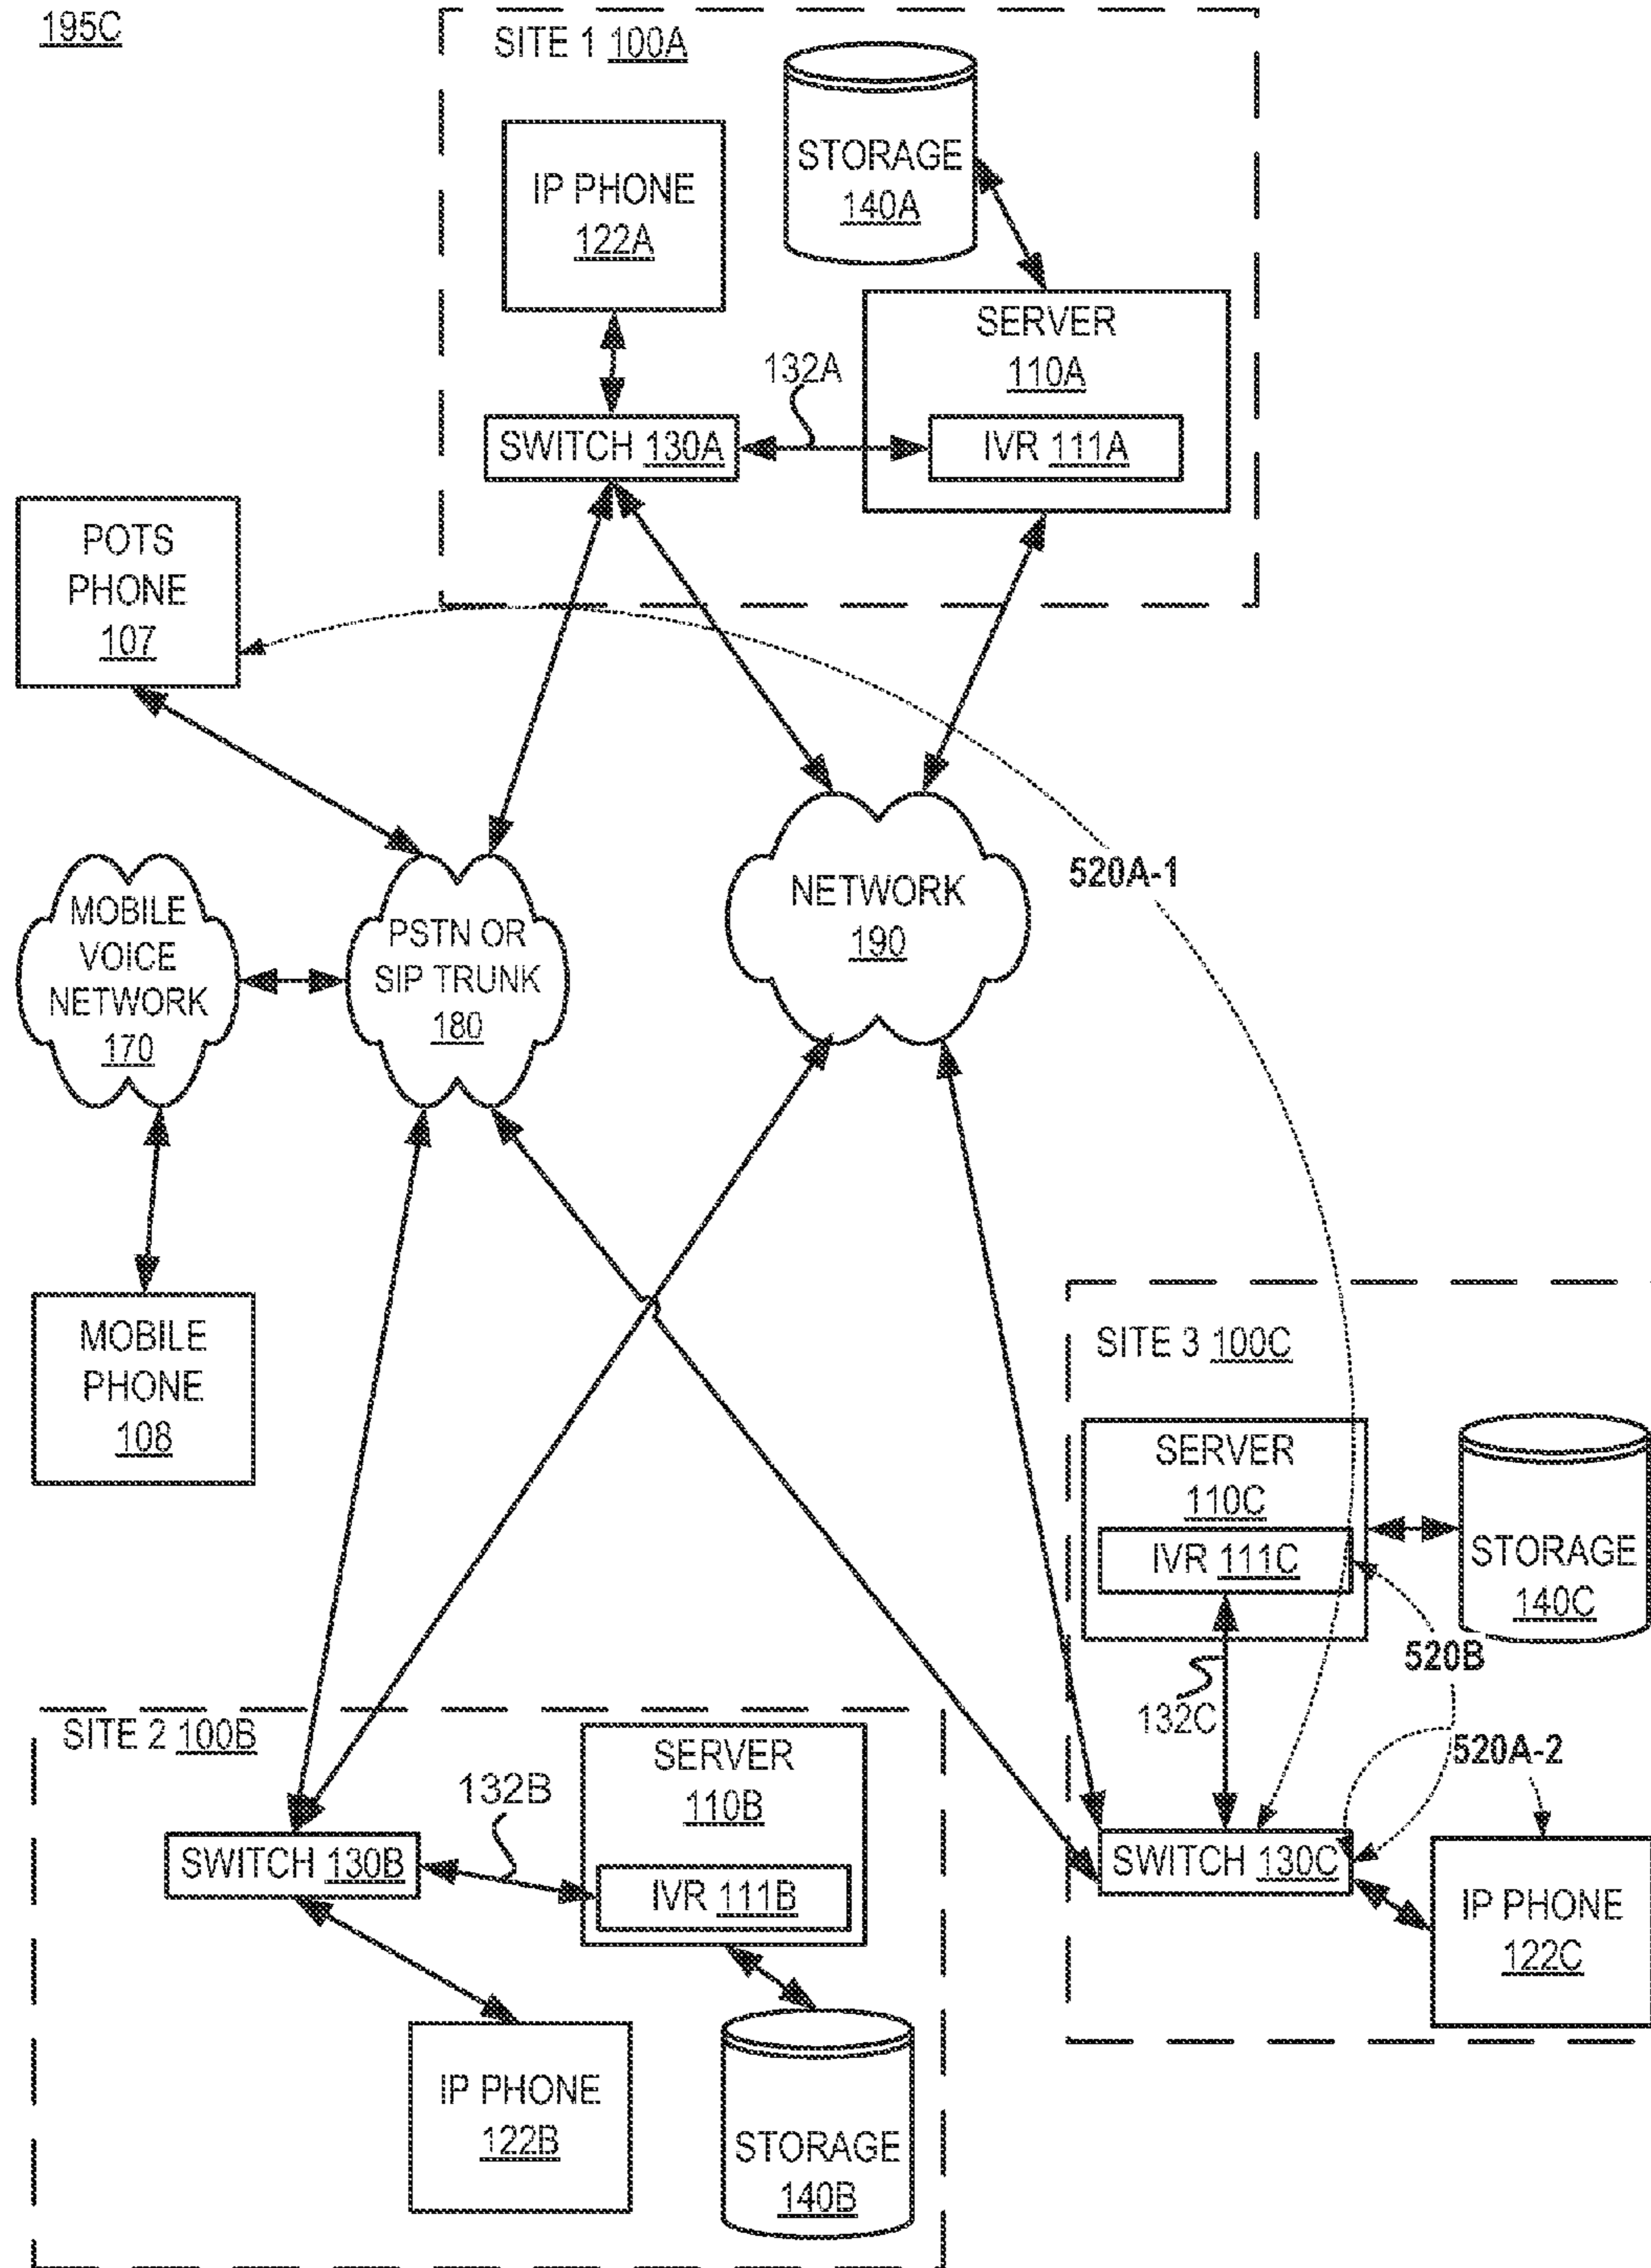 195C
SITE 1 100A
STORAGE
140A
IP PHONE
122A
SERVER
110A
132A
SWITCH 130A
IVR 111A
POTS
PHONE
107
520A-1
NETWORK
190
MOBILE
VOICE
NETWORK
170
PSTN OR
SIP TRUNK
180
MOBILE
PHONE
108
SITE 3 100C
SERVER
110C
IVR 111C
STORAGE
140C
520B
132C
520A-2
SWITCH 130C
IP PHONE
122C
SITE 2 100B
SERVER
110B
132B
SWITCH 130B
IVR 111B
IP PHONE
122B
STORAGE
140B